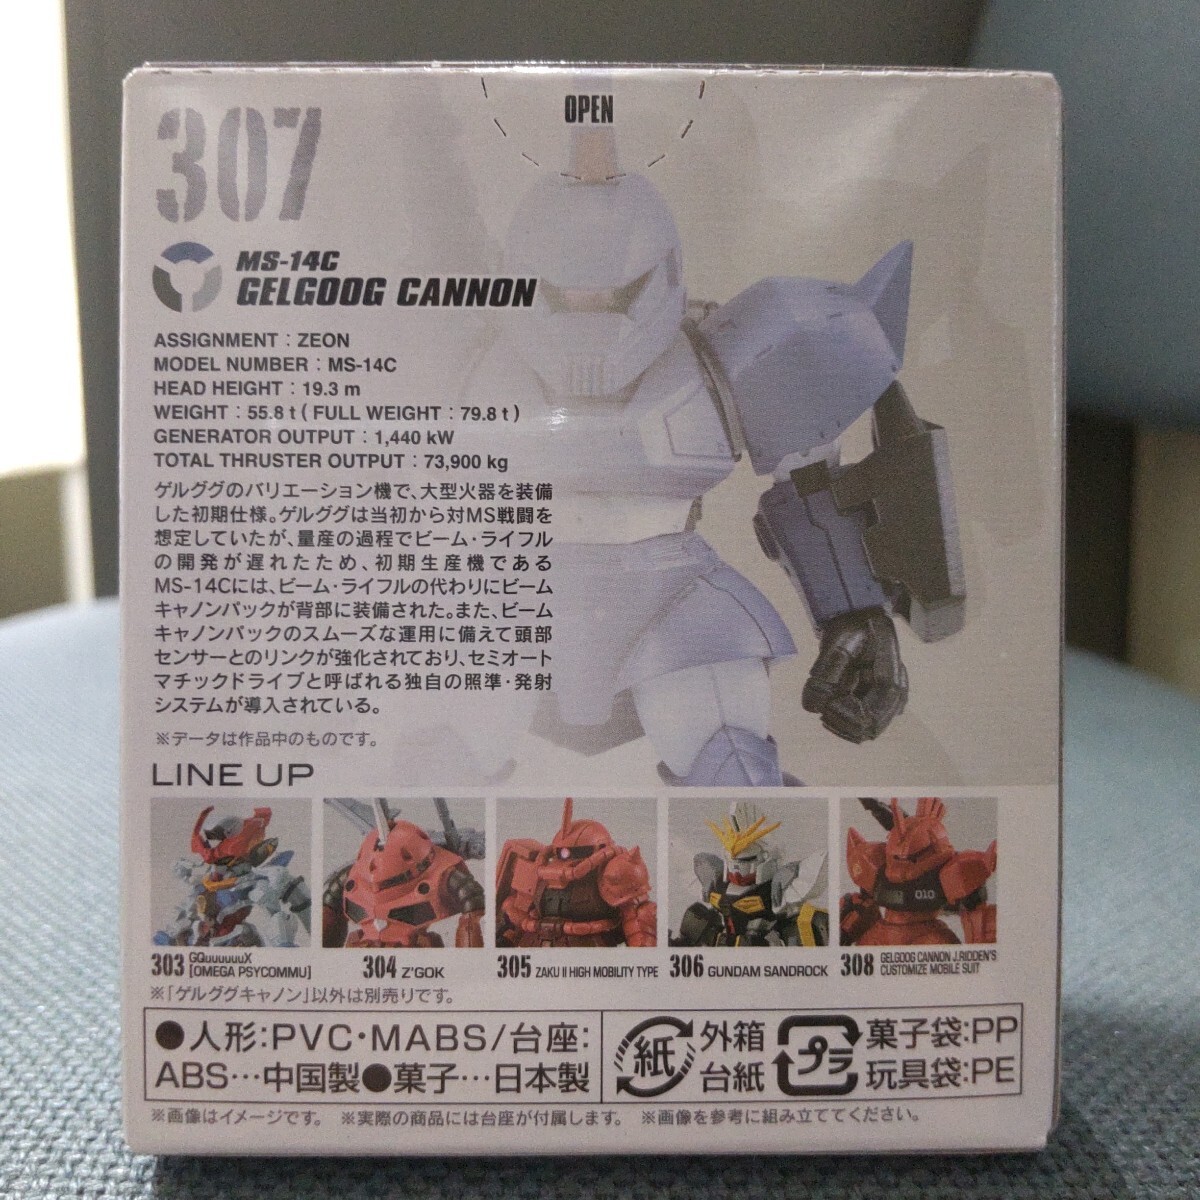 OPEN
307
MS-14C
GELGOOG CANNON
ASSIGNMENT : ZEON
MODEL NUMBER : MS-14C
HEAD HEIGHT : 19.3 m
WEIGHT : 55.8 t ( FULL WEIGHT : 79.8 t )
GENERATOR OUTPUT : 1,440 kW
TOTAL THRUSTER OUTPUT : 73,900 kg
ゲルググのバリエーション機で、大型火器を装備
した初期仕様。ゲルググは当初から対MS戦闘を
想定していたが、量産の過程でビーム・ライフル
の開発が遅れたため、初期生産機である
MS-14Cには、ビーム・ライフルの代わりにビーム
キャノンパックが背部に装備された。また、ビーム
キャノンパックのスムーズな運用に備えて頭部
センサーとのリンクが強化されており、セミオート
マチックドライブと呼ばれる独自の照準・発射
システムが導入されている。
※データは作品中のものです。
LINE UP
010
303 GQuuuuuuX [OMEGA PSYCOMMU]
304 Z'GOK
305 ZAKU II HIGH MOBILITY TYPE
306 GUNDAM SANDROCK
308 GELGOOG CANNON J.RIDDEN'S CUSTOMIZE MOBILE SUIT
※「ゲルググキャノン」以外は別売りです。
●人形:PVC・MABS/台座:
ABS…中国製●菓子…日本製
紙 外箱 台紙
プラ 菓子袋:PP 玩具袋:PE
※画像はイメージです。 ※実際の商品には台座が付属します。 ※画像を参考に組み立ててください。